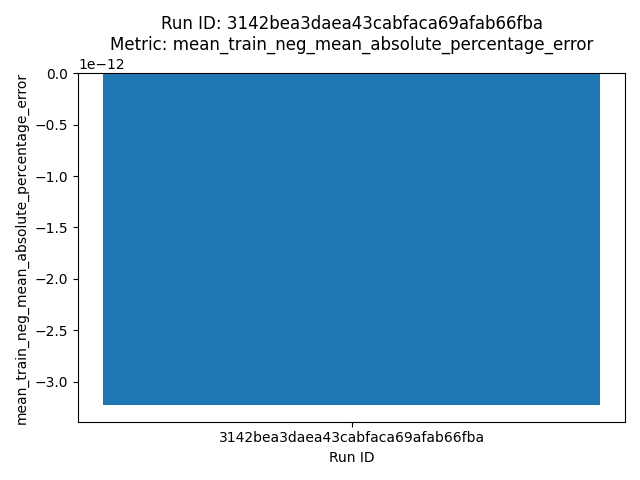 Run ID: 3142bea3daea43cabfaca69afab66fba
Metric: mean_train_neg_mean_absolute_percentage_error
1e−12
0.0
−0.5
−1.0
−1.5
−2.0
−2.5
−3.0
mean_train_neg_mean_absolute_percentage_error
3142bea3daea43cabfaca69afab66fba
Run ID